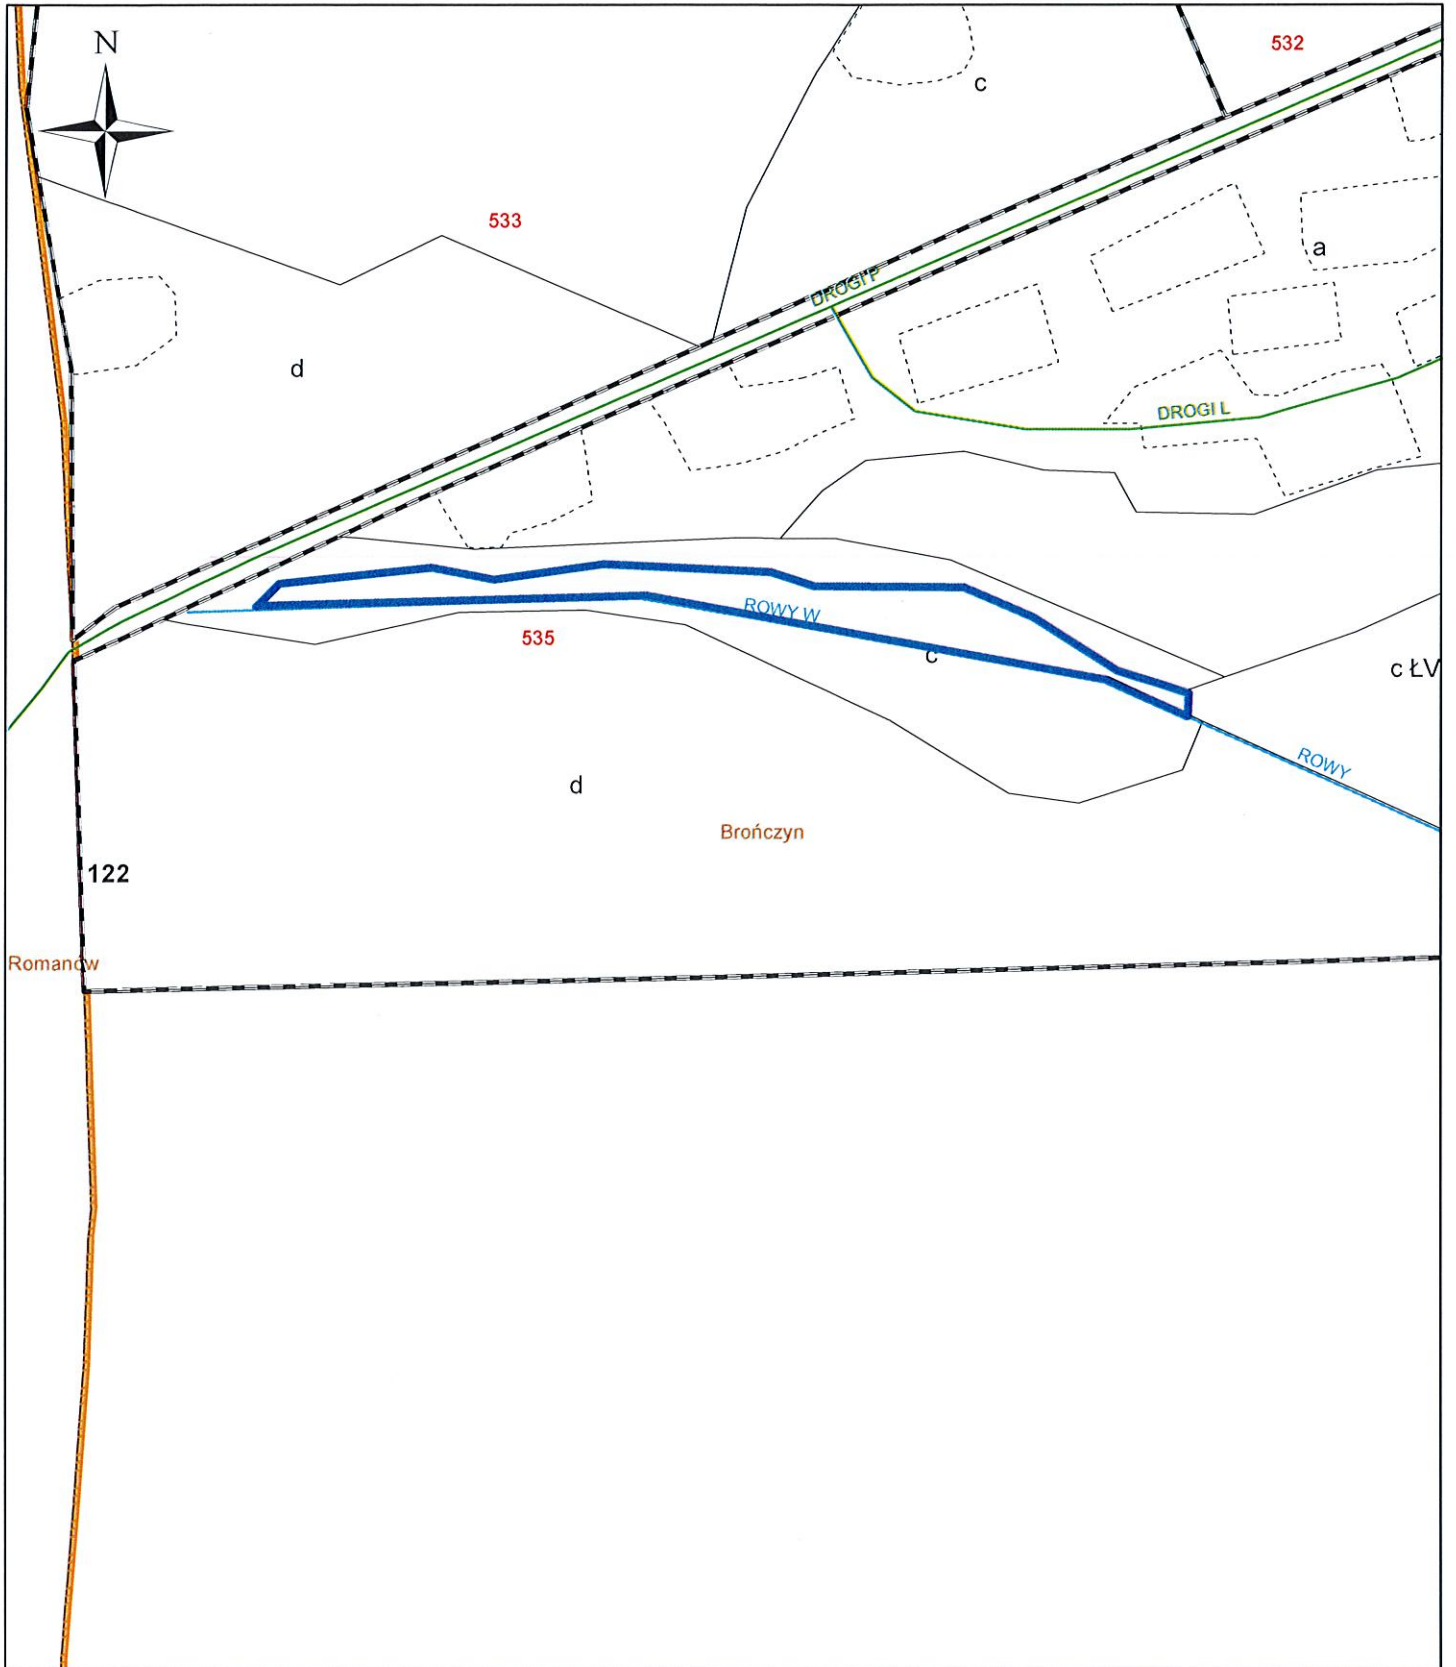 N
532
c
533
a
DROGI P
d
DROGI L
ROWY W
535
c
c ŁV
ROWY
d
Brończyn
122
Romanów